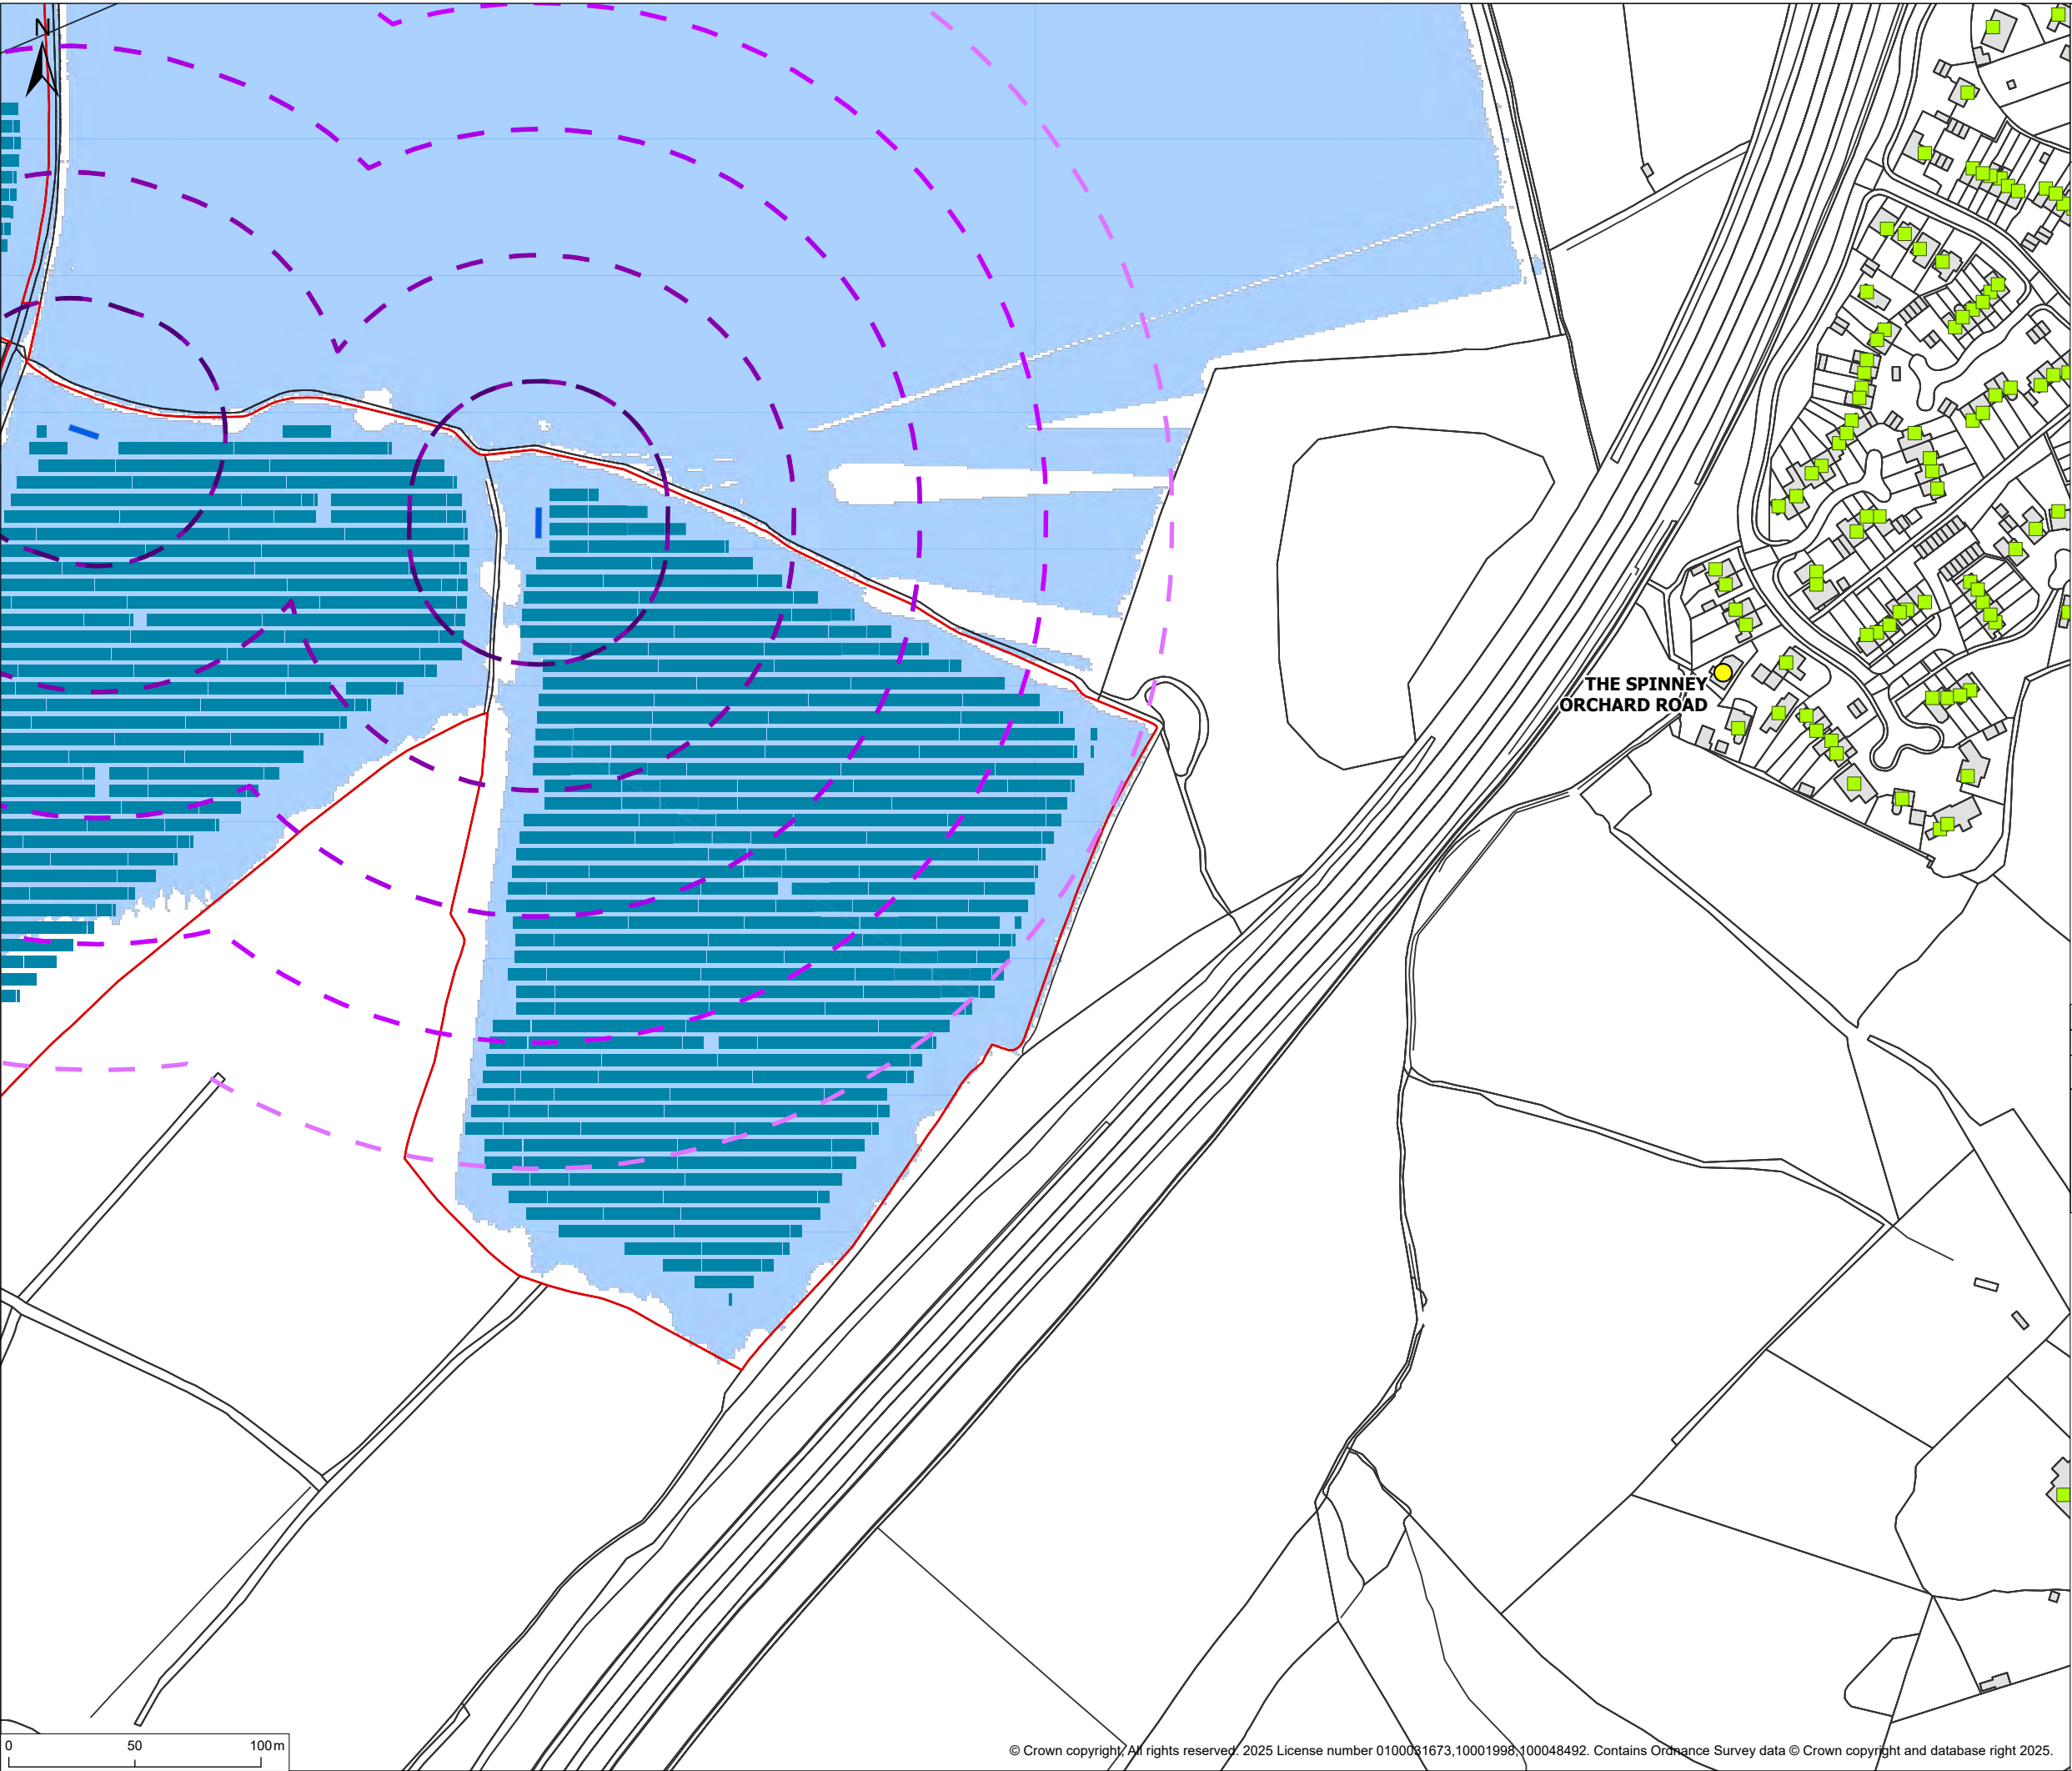 N
THE SPINNEY
ORCHARD ROAD
0 50 100m
© Crown copyright, All rights reserved. 2025 License number 0100031673,10001998,100048492. Contains Ordnance Survey data © Crown copyright and database right 2025.